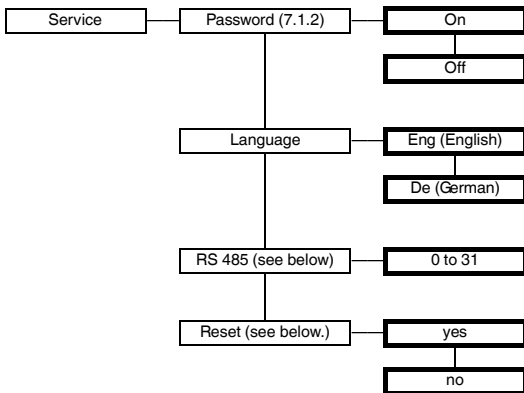 Service
Password (7.1.2)
On
Off
Language
Eng (English)
De (German)
RS 485 (see below)
0 to 31
Reset (see below.)
yes
no